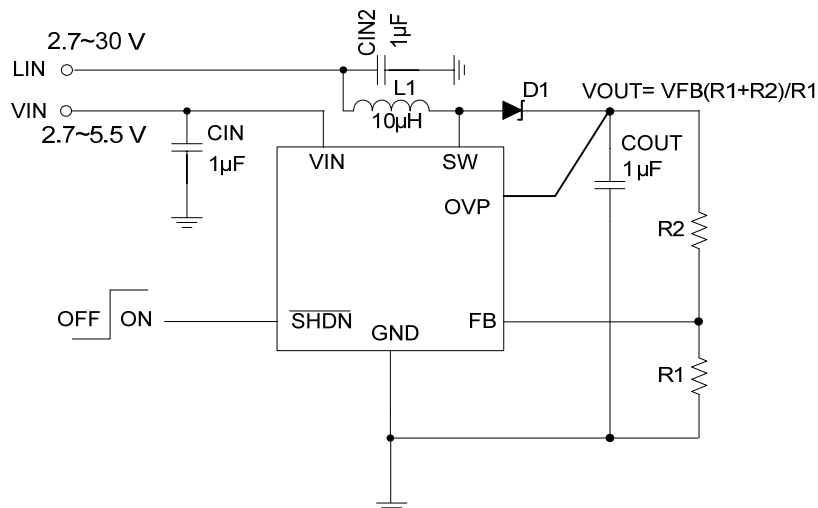 2.7~30 V
CIN2
1µF
LIN
L1
10µH
D1
VOUT= VFB(R1+R2)/R1
VIN
2.7~5.5 V
CIN
1µF
VIN
SW
COUT
1µF
OVP
R2
OFF
ON
SHDN
FB
GND
R1